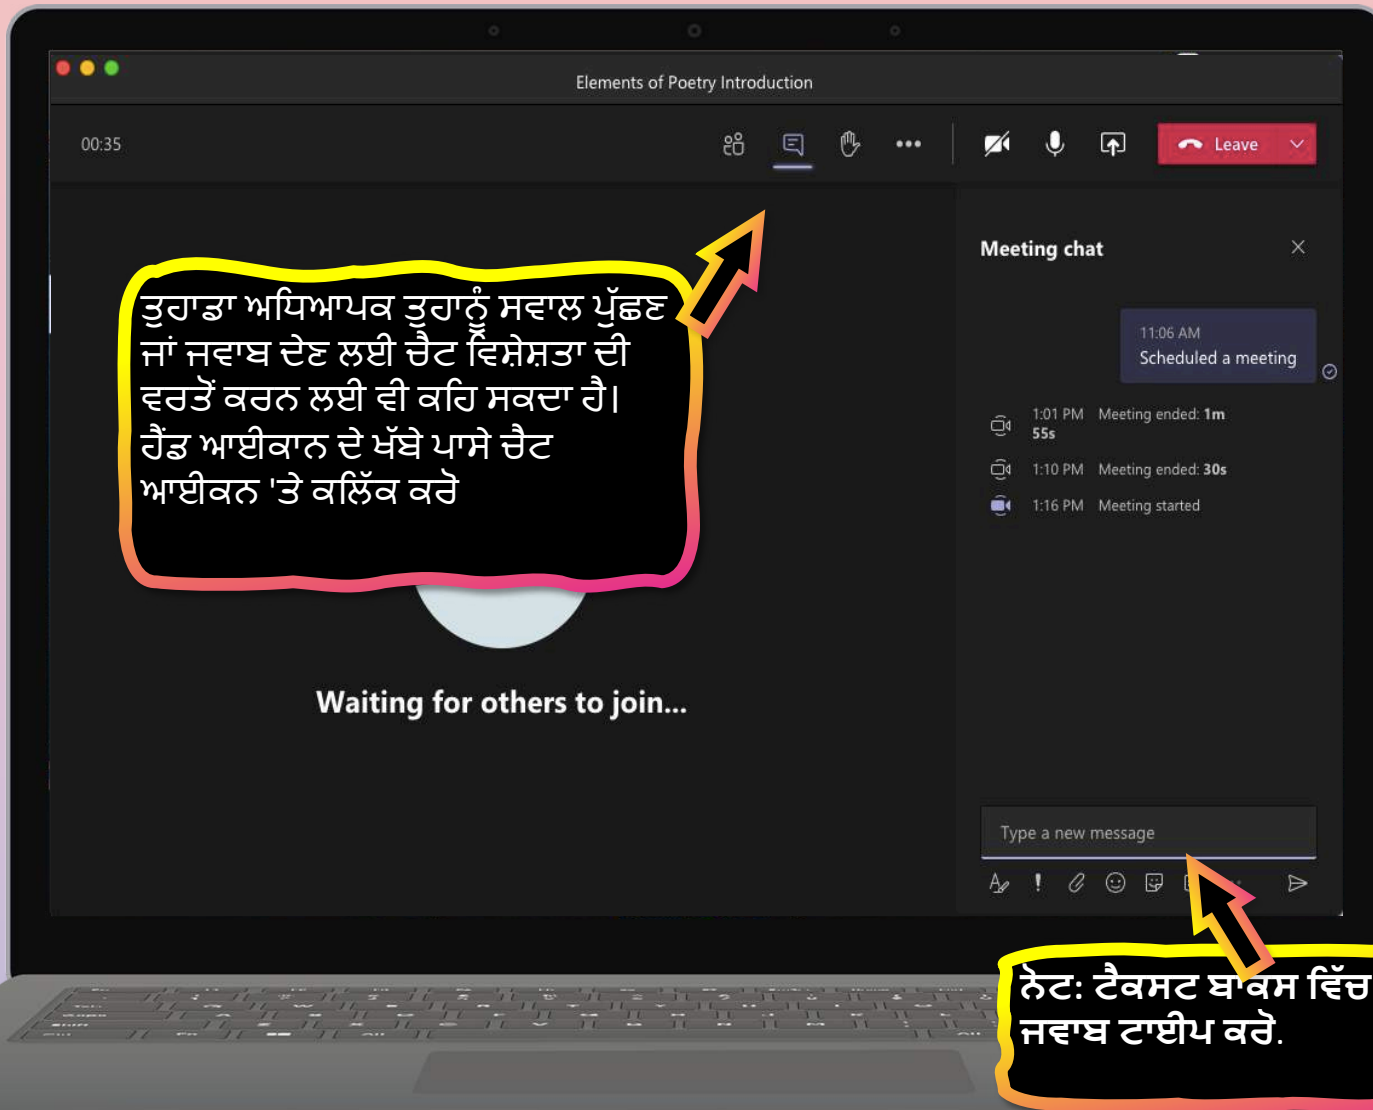 Elements of Poetry Introduction
00:35
Leave
Meeting chat
11:06 AM
Scheduled a meeting
1:01 PM Meeting ended: 1m
55s
1:10 PM Meeting ended: 30s
1:16 PM Meeting started
ਤੁਹਾਡਾ ਅਧਿਆਪਕ ਤੁਹਾਨੂੰ ਸਵਾਲ ਪੁੱਛਣ
ਜਾਂ ਜਵਾਬ ਦੇਣ ਲਈ ਚੈਟ ਵਿਸ਼ੇਸ਼ਤਾ ਦੀ
ਵਰਤੋਂ ਕਰਨ ਲਈ ਵੀ ਕਹਿ ਸਕਦਾ ਹੈ।
ਹੈਂਡ ਆਈਕਾਨ ਦੇ ਖੱਬੇ ਪਾਸੇ ਚੈਟ
ਆਈਕਨ 'ਤੇ ਕਲਿੱਕ ਕਰੋ
Waiting for others to join...
Type a new message
ਨੋਟ: ਟੈਕਸਟ ਬਾਕਸ ਵਿੱਚ
ਜਵਾਬ ਟਾਈਪ ਕਰੋ.